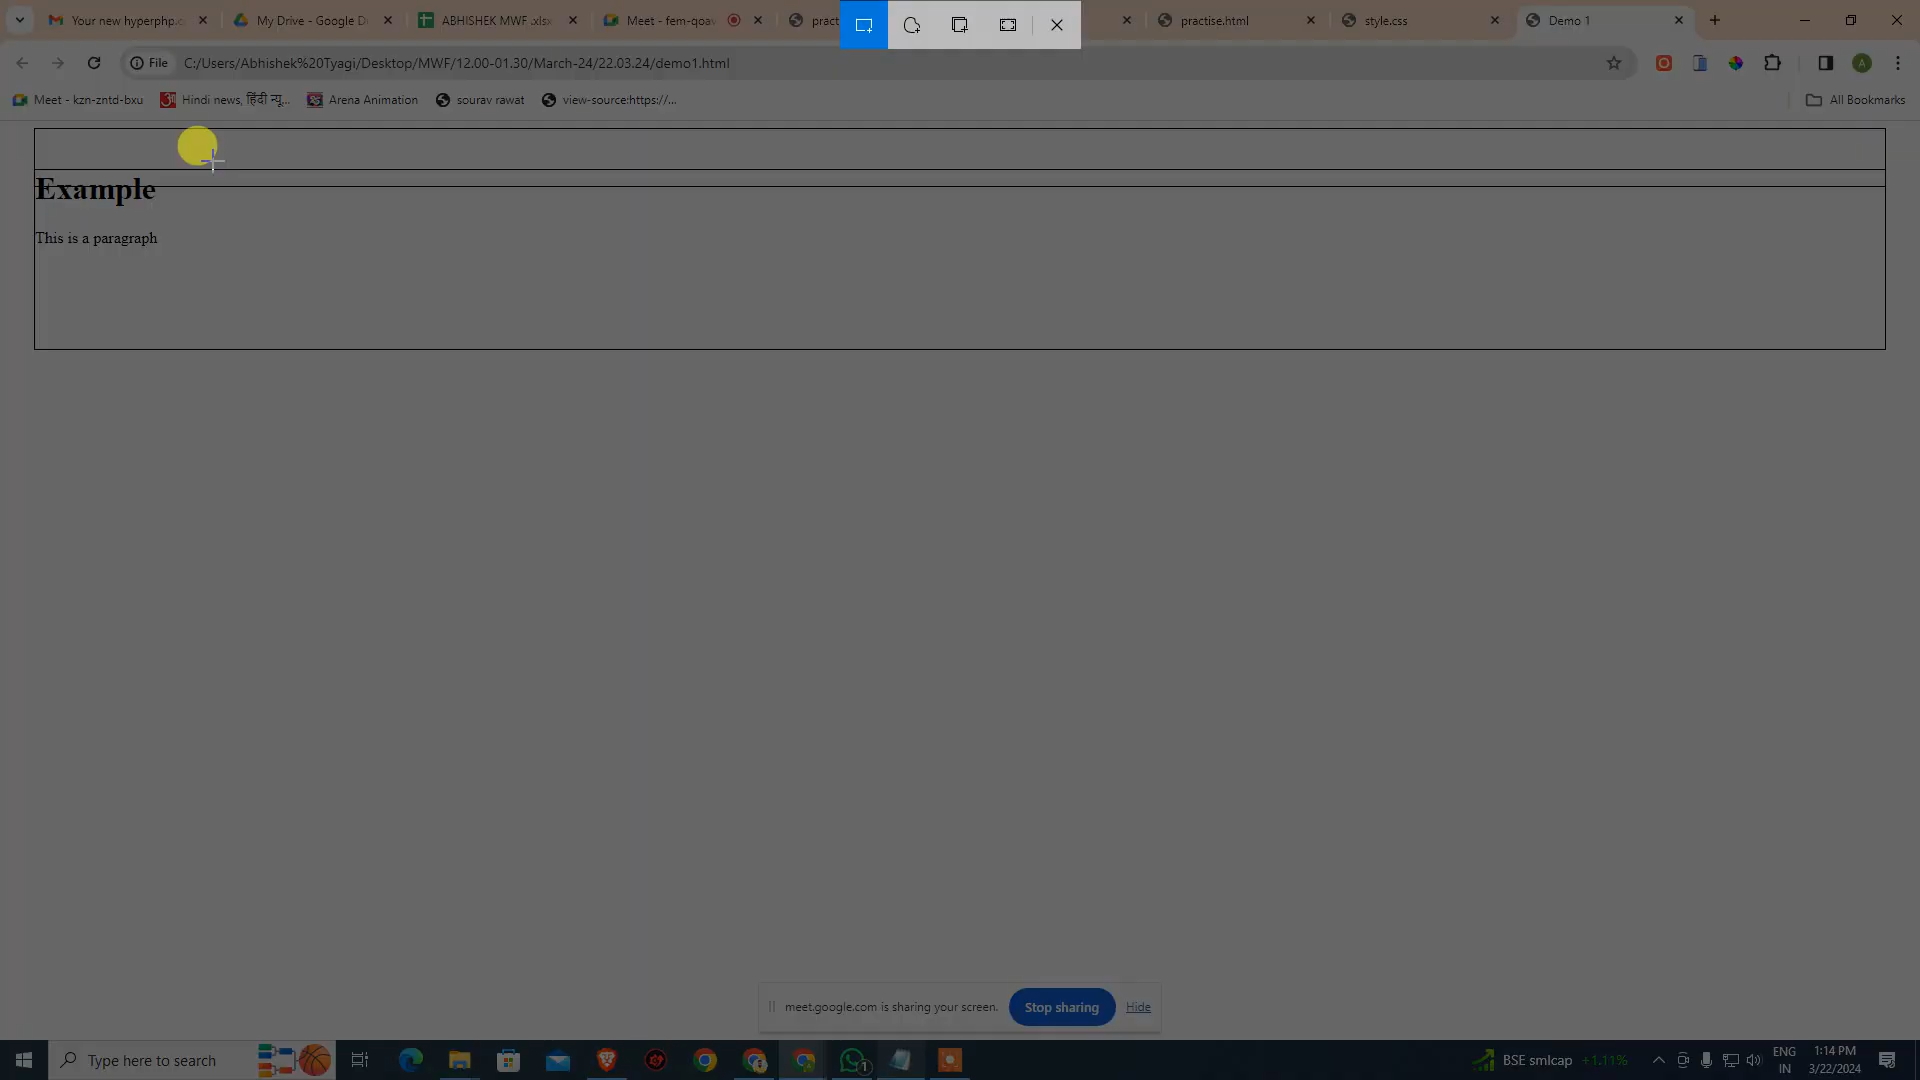 Your new hyperphp.c
My Drive - Google D
ABHISHEK MWF .xlsx
Meet - fem-qoav
pract
practise.html
style.css
Demo 1
File
C:/Users/Abhishek%20Tyagi/Desktop/MWF/12.00-01.30/March-24/22.03.24/demo1.html
A
Meet - kzn-zntd-bxu
Hindi news, हिंदी न्यू...
Arena Animation
sourav rawat
view-source:https://...
All Bookmarks
Example
This is a paragraph
meet.google.com is sharing your screen.
Stop sharing
Hide
Type here to search
1
BSE smlcap +1.11%
ENG
IN
1:14 PM
3/22/2024